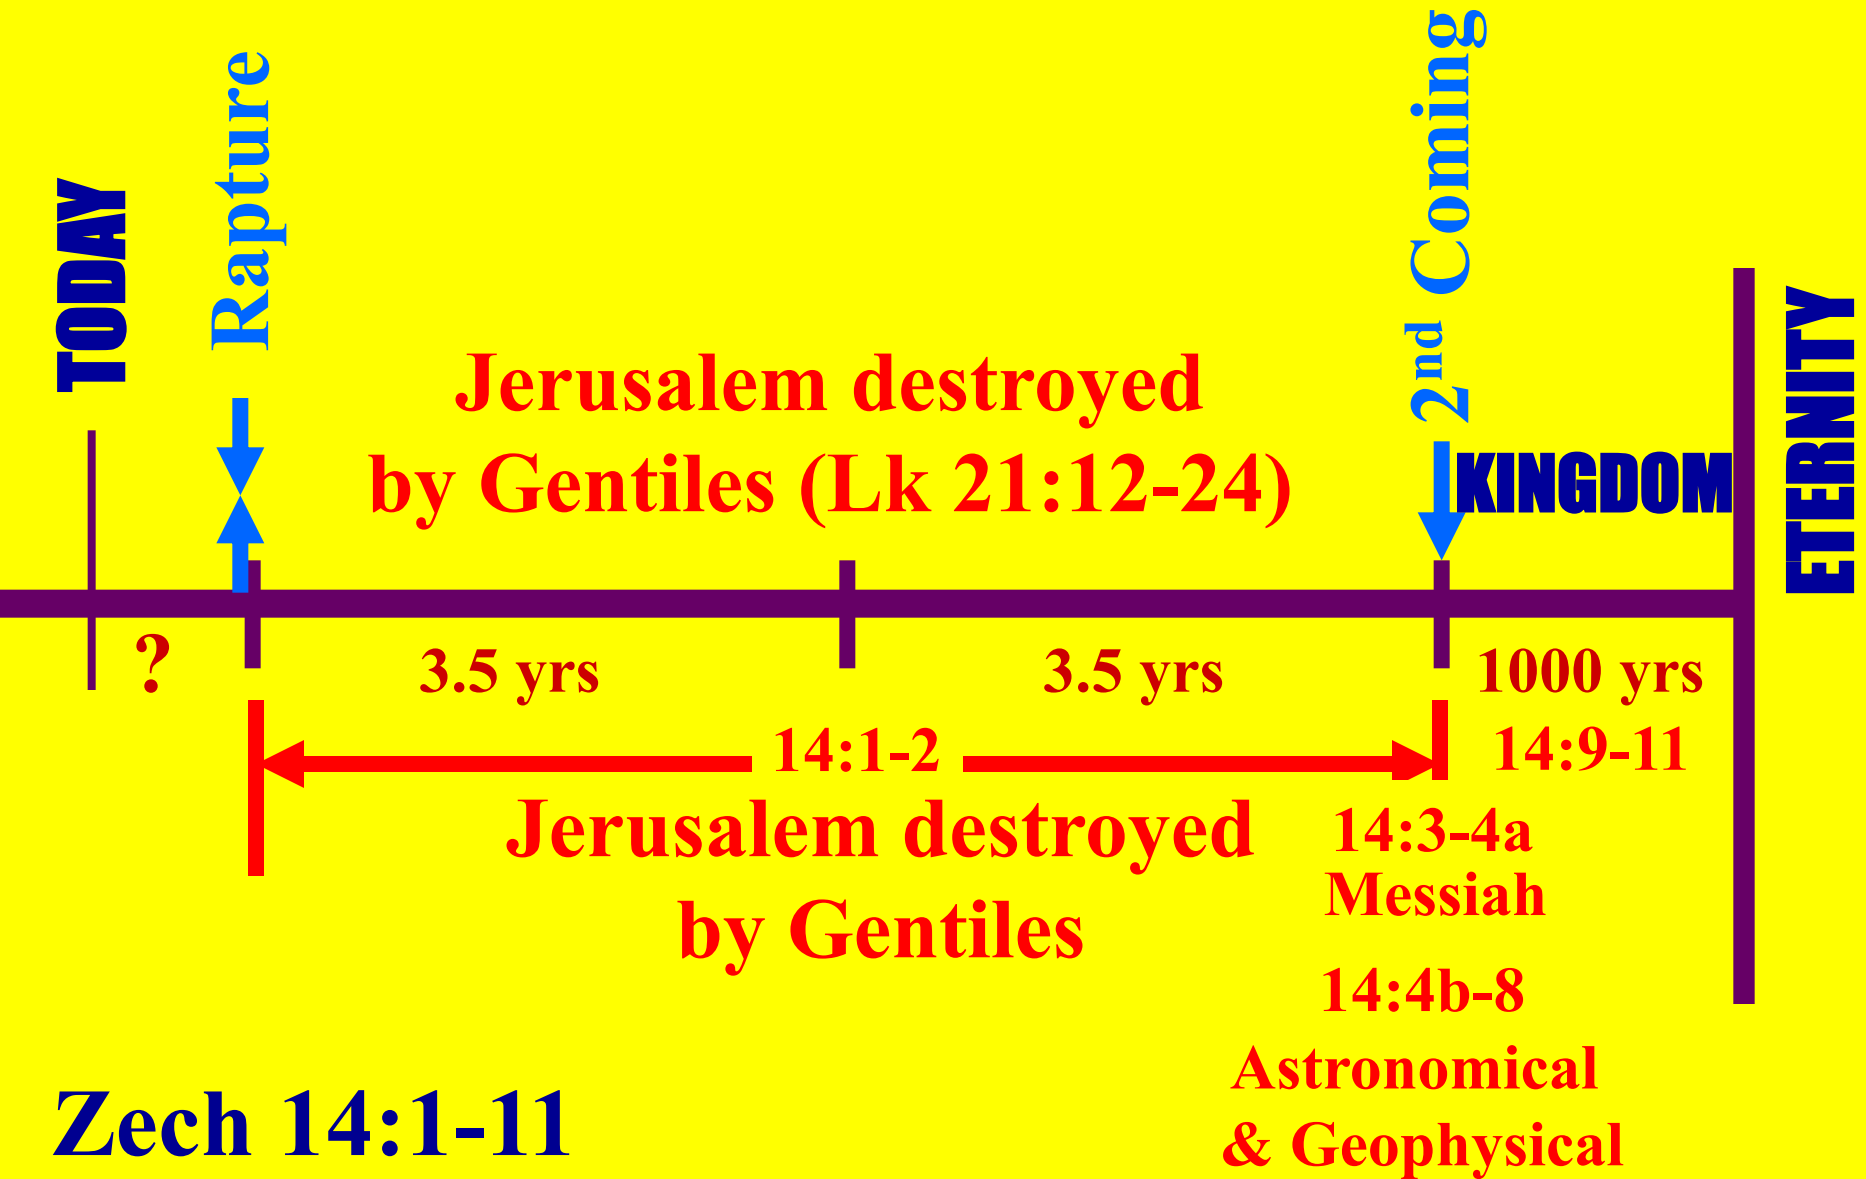 TODAY
Rapture
2nd Coming
ETERNITY
Jerusalem destroyed
by Gentiles (Lk 21:12-24)
KINGDOM
?
3.5 yrs
3.5 yrs
1000 yrs
14:1-2
14:9-11
Jerusalem destroyed
by Gentiles
14:3-4a
Messiah
14:4b-8
Astronomical
& Geophysical
Zech 14:1-11